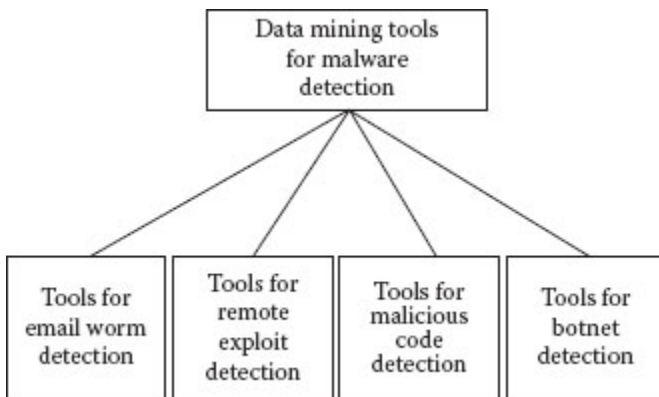 Data mining tools
for malware
detection
Tools for
email worm
detection
Tools for
remote
exploit
detection
Tools for
malicious
code
detection
Tools for
botnet
detection